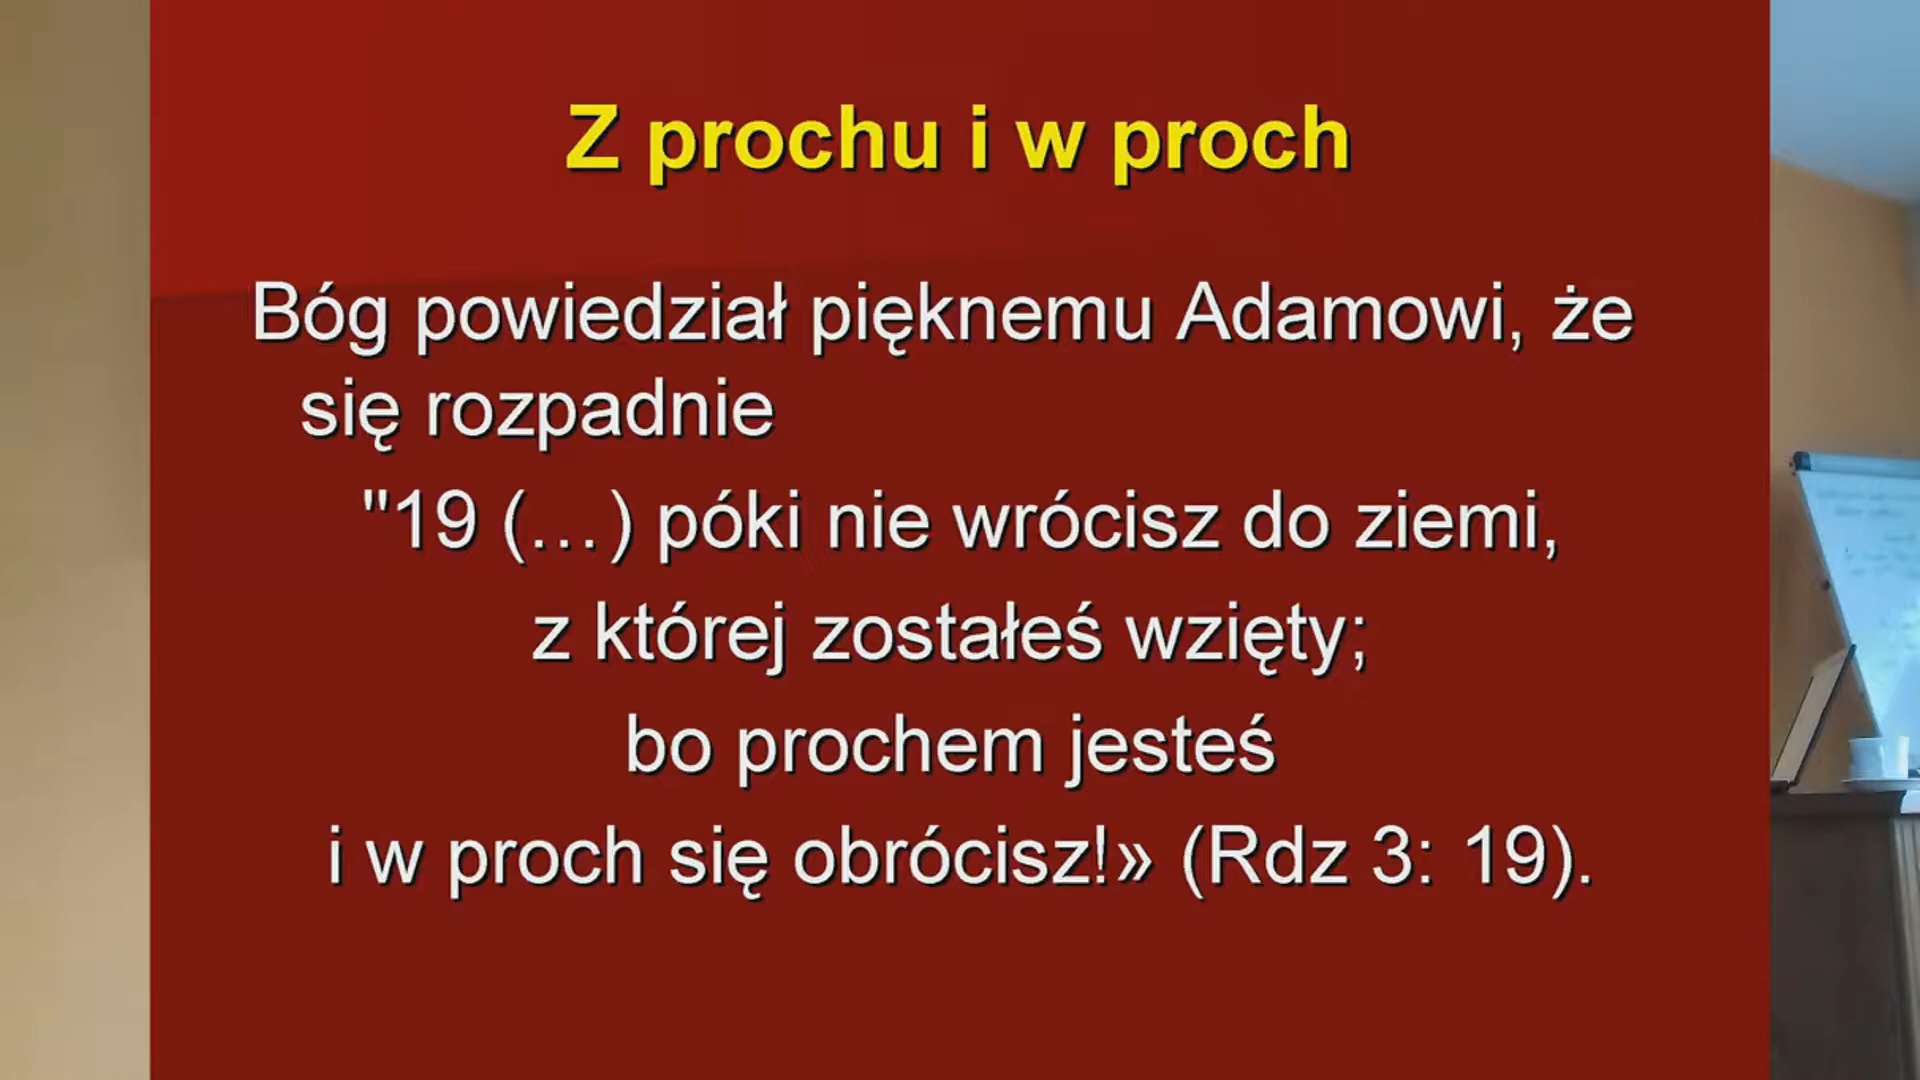 Z prochu i w proch
Bóg powiedział pięknemu Adamowi, że
się rozpadnie
"19 (…) póki nie wrócisz do ziemi,
z której zostałeś wzięty;
bo prochem jesteś
i w proch się obrócisz!» (Rdz 3: 19).